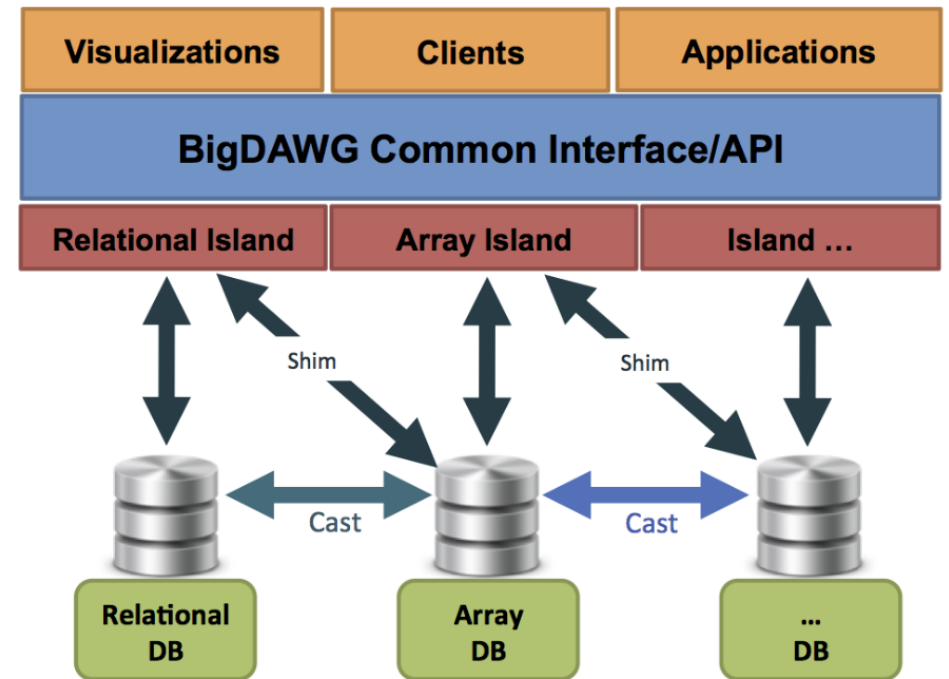 Visualizations
Clients
Applications
BigDAWG Common Interface/API
Relational Island
Array Island
Island …
Shim
Shim
Cast
Cast
Relational
DB
Array
DB
…
DB